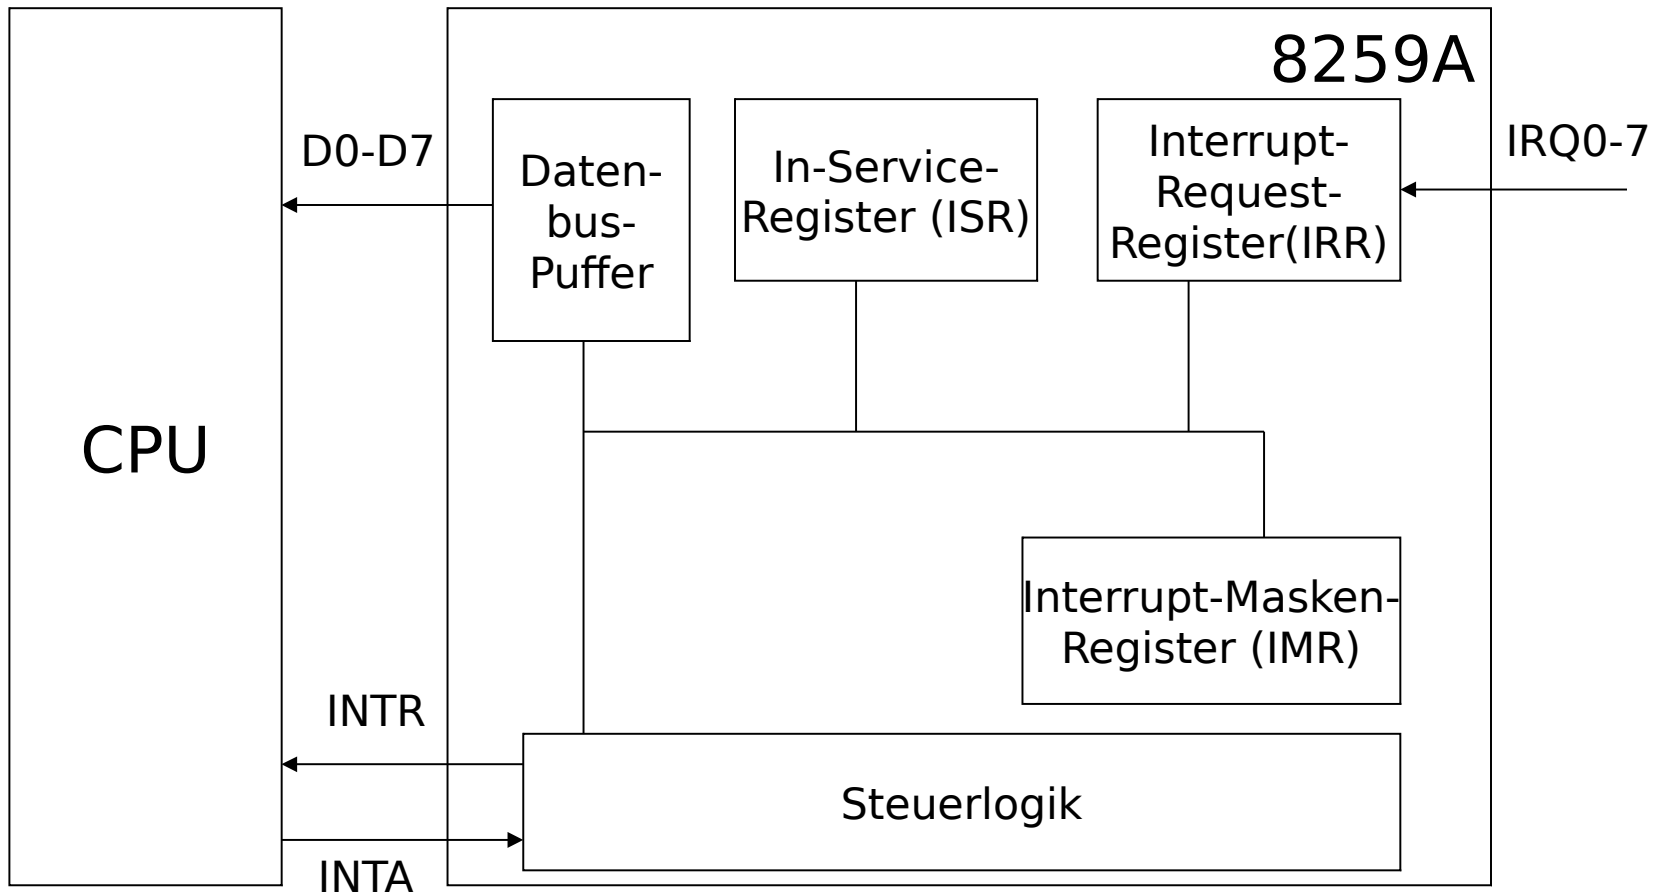 8259A
D0-D7
Daten-
bus-
Puffer
In-Service-
Register (ISR)
Interrupt-
Request-
Register(IRR)
IRQ0-7
CPU
Interrupt-Masken-
Register (IMR)
INTR
Steuerlogik
INTA